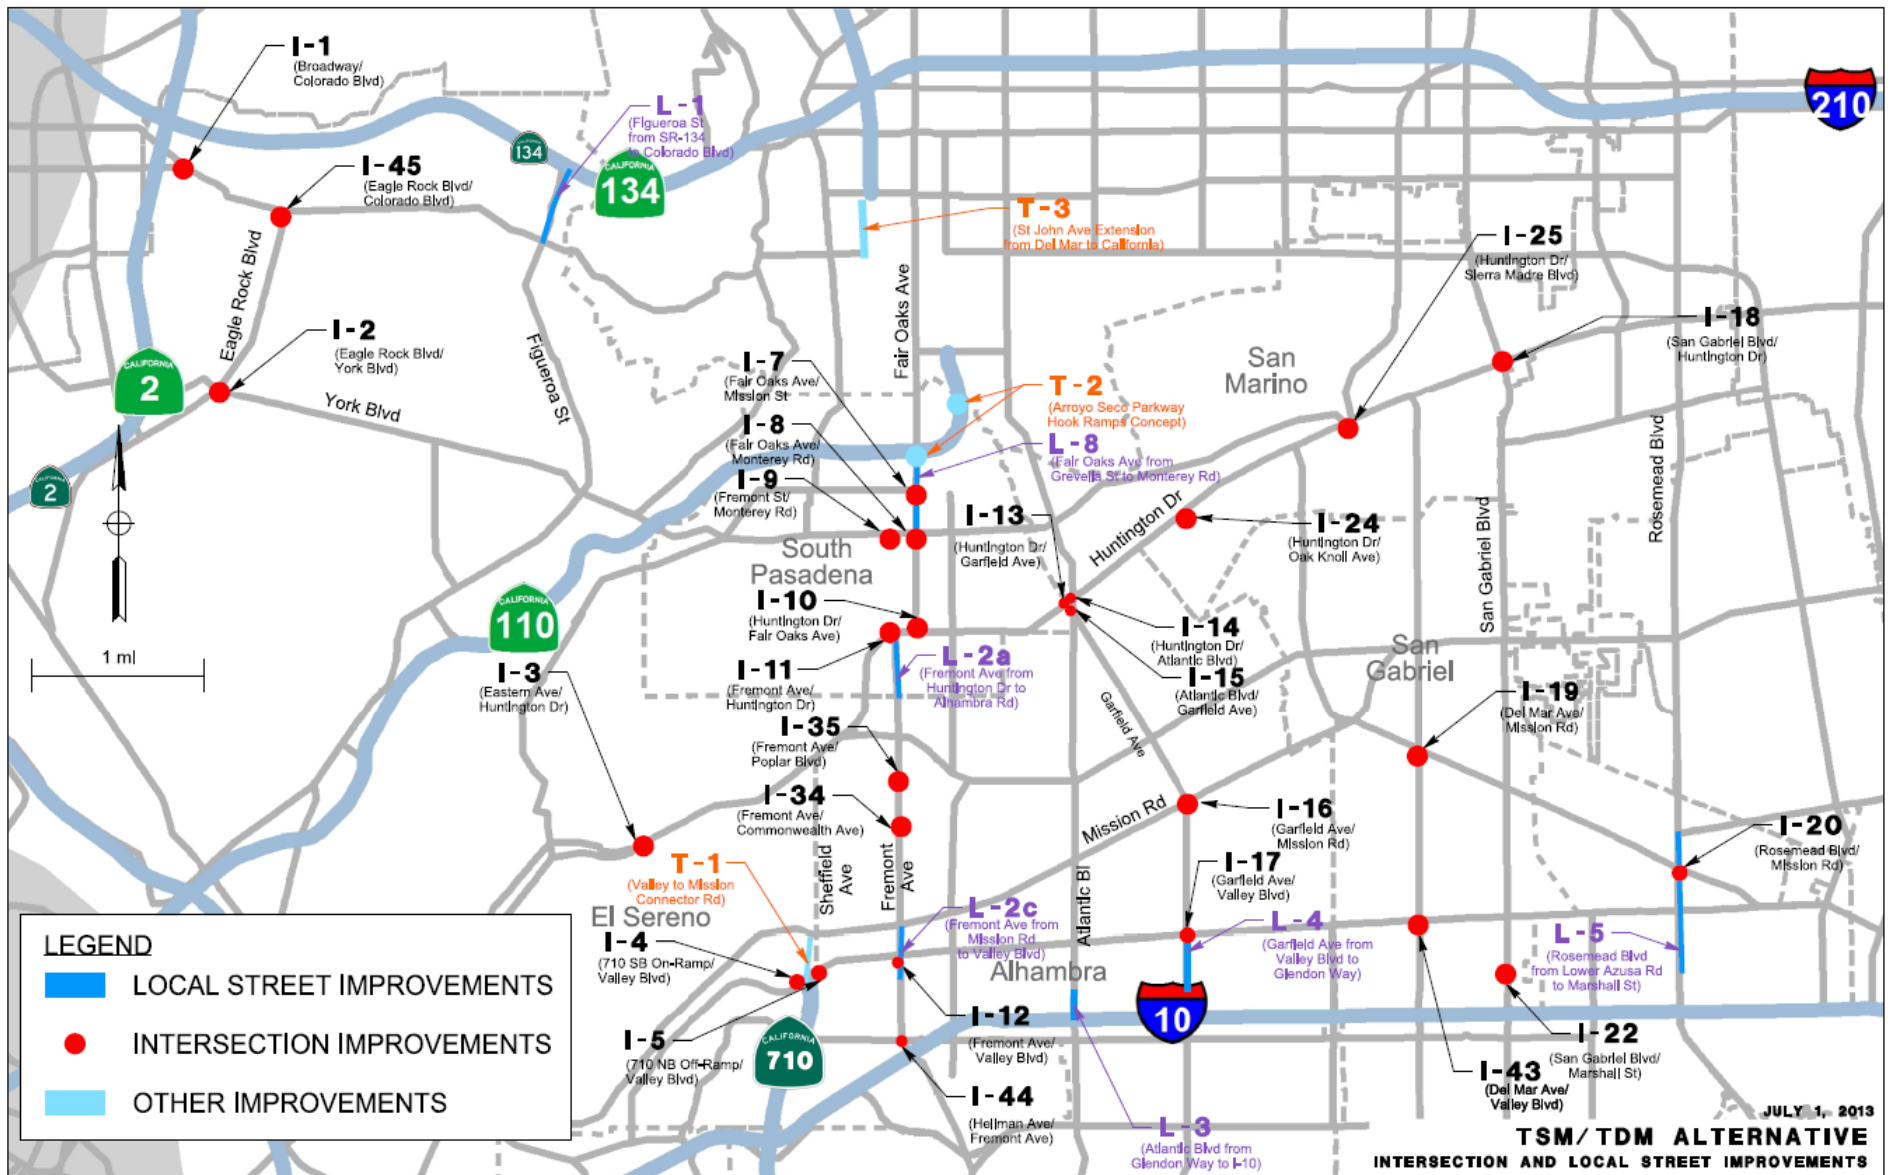 I-1
(Broadway/
Colorado Blvd)
L-1
(Figueroa St
from SR-134
to Colorado Blvd)
CALIFORNIA
134
CALIFORNIA
134
210
I-45
(Eagle Rock Blvd/
Colorado Blvd)
T-3
(St John Ave Extension
from Del Mar to California)
I-25
(Huntington Dr/
Sierra Madre Blvd)
Eagle Rock Blvd
Fair Oaks Ave
I-2
(Eagle Rock Blvd/
York Blvd)
I-18
(San Gabriel Blvd/
Huntington Dr)
CALIFORNIA
2
Figueroa St
York Blvd
I-7
(Fair Oaks Ave/
Mission St
San
Marino
T-2
(Arroyo Seco Parkway
Hook Ramps Concept)
I-8
(Fair Oaks Ave/
Monterey Rd)
L-8
(Fair Oaks Ave from
Grevelia St to Monterey Rd)
Rosemead Blvd
CALIFORNIA
2
I-9
(Fremont St/
Monterey Rd)
I-13
(Huntington Dr/
Garfield Ave)
Huntington Dr
I-24
(Huntington Dr/
Oak Knoll Ave)
San Gabriel Blvd
South
Pasadena
CALIFORNIA
110
I-10
(Huntington Dr/
Fair Oaks Ave)
I-14
(Huntington Dr/
Atlantic Blvd)
1 mi
I-3
(Eastern Ave/
Huntington Dr)
I-11
(Fremont Ave/
Huntington Dr)
L-2a
(Fremont Ave from
Huntington Dr to
Alhambra Rd)
I-15
(Atlantic Blvd/
Garfield Ave)
San
Gabriel
I-19
(Del Mar Ave/
Mission Rd)
Garfield Ave
I-35
(Fremont Ave/
Poplar Blvd)
I-34
(Fremont Ave/
Commonwealth Ave)
Mission Rd
I-16
(Garfield Ave/
Mission Rd)
I-20
(Rosemead Blvd/
Mission Rd)
T-1
(Valley to Mission
Connector Rd)
Sheffield
Ave
Fremont
Ave
I-17
(Garfield Ave/
Valley Blvd)
Atlantic Bl
El Sereno
L-2c
(Fremont Ave from
Mission Rd
to Valley Blvd)
L-4
(Garfield Ave from
Valley Blvd to
Glendon Way)
L-5
(Rosemead Blvd
from Lower Azusa Rd
to Marshall St)
I-4
(710 SB On-Ramp/
Valley Blvd)
Alhambra
10
I-5
(710 NB Off-Ramp/
Valley Blvd)
CALIFORNIA
710
I-12
(Fremont Ave/
Valley Blvd)
I-22
(San Gabriel Blvd/
Marshall St)
I-43
(Del Mar Ave/
Valley Blvd)
I-44
(Hellman Ave/
Fremont Ave)
L-3
(Atlantic Blvd from
Glendon Way to I-10)
LEGEND
LOCAL STREET IMPROVEMENTS
INTERSECTION IMPROVEMENTS
OTHER IMPROVEMENTS
JULY 1, 2013
TSM/TDM ALTERNATIVE
INTERSECTION AND LOCAL STREET IMPROVEMENTS